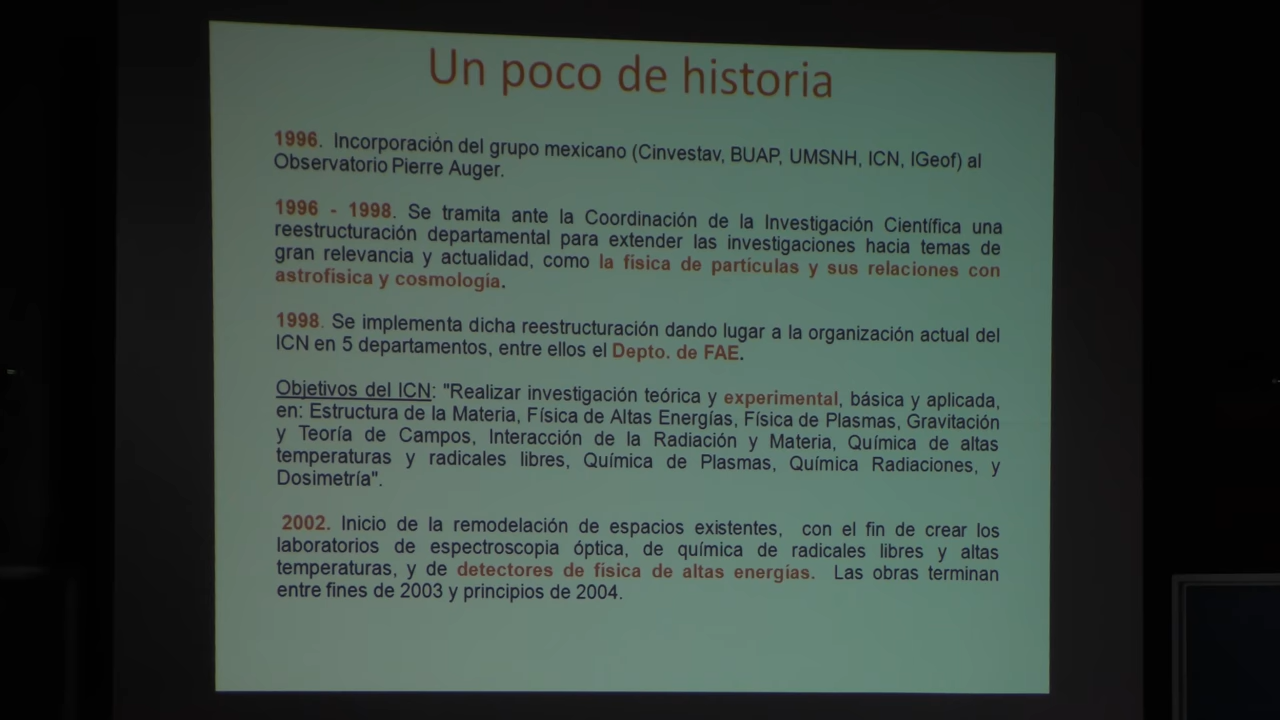 Un poco de historia
1996. Incorporación del grupo mexicano (Cinvestav, BUAP, UMSNH, ICN, IGeof) al
Observatorio Pierre Auger.
1996 - 1998. Se tramita ante la Coordinación de la Investigación Científica una
reestructuración departamental para extender las investigaciones hacia temas de
gran relevancia y actualidad, como la física de partículas y sus relaciones con
astrofísica y cosmología.
1998. Se implementa dicha reestructuración dando lugar a la organización actual del
ICN en 5 departamentos, entre ellos el Depto. de FAE.
Objetivos del ICN: "Realizar investigación teórica y experimental, básica y aplicada,
en: Estructura de la Materia, Física de Altas Energías, Física de Plasmas, Gravitación
y Teoría de Campos, Interacción de la Radiación y Materia, Química de altas
temperaturas y radicales libres, Química de Plasmas, Química Radiaciones, y
Dosimetría".
2002. Inicio de la remodelación de espacios existentes, con el fin de crear los
laboratorios de espectroscopia óptica, de química de radicales libres y altas
temperaturas, y de detectores de física de altas energías. Las obras terminan
entre fines de 2003 y principios de 2004.